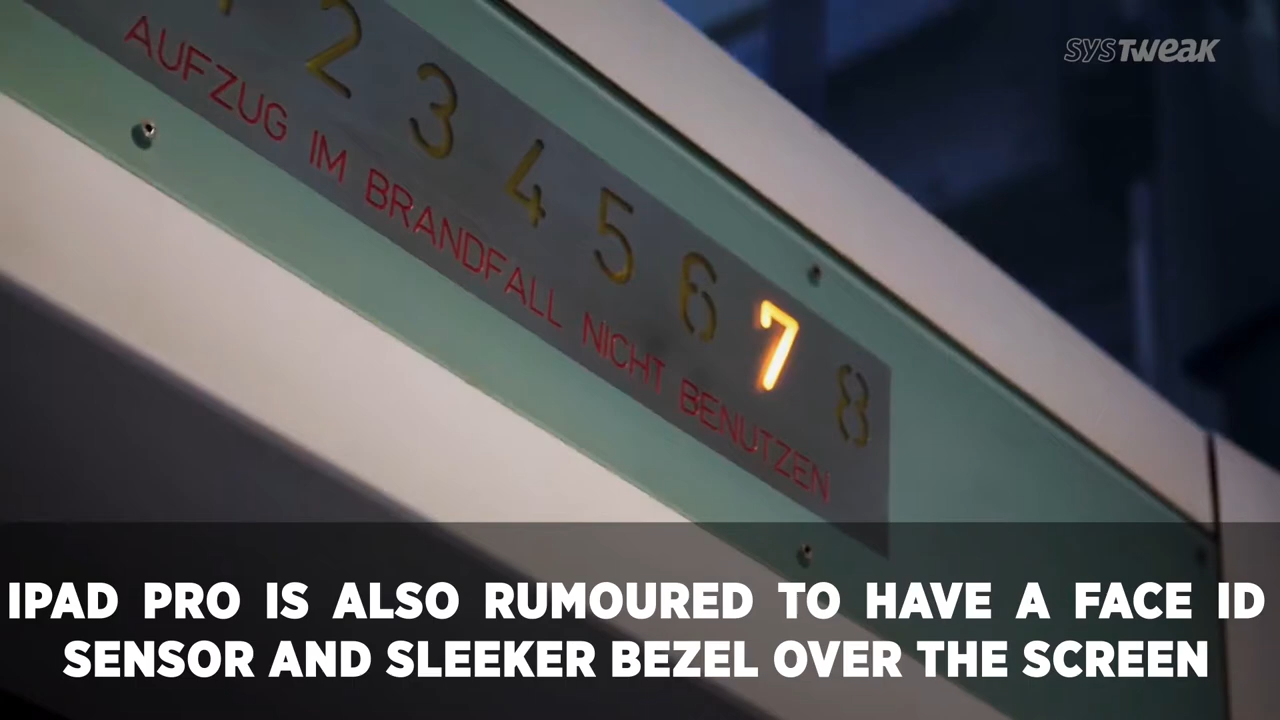 SYSTWEAK
1 2 3 4 5 6 7 8
AUFZUG IM BRANDFALL NICHT BENUTZEN
IPAD PRO IS ALSO RUMOURED TO HAVE A FACE ID
SENSOR AND SLEEKER BEZEL OVER THE SCREEN